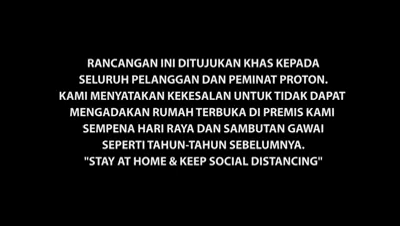 RANCANGAN INI DITUJUKAN KHAS KEPADA
SELURUH PELANGGAN DAN PEMINAT PROTON.
KAMI MENYATAKAN KEKESALAN UNTUK TIDAK DAPAT
MENGADAKAN RUMAH TERBUKA DI PREMIS KAMI
SEMPENA HARI RAYA DAN SAMBUTAN GAWAI
SEPERTI TAHUN-TAHUN SEBELUMNYA.
"STAY AT HOME & KEEP SOCIAL DISTANCING"